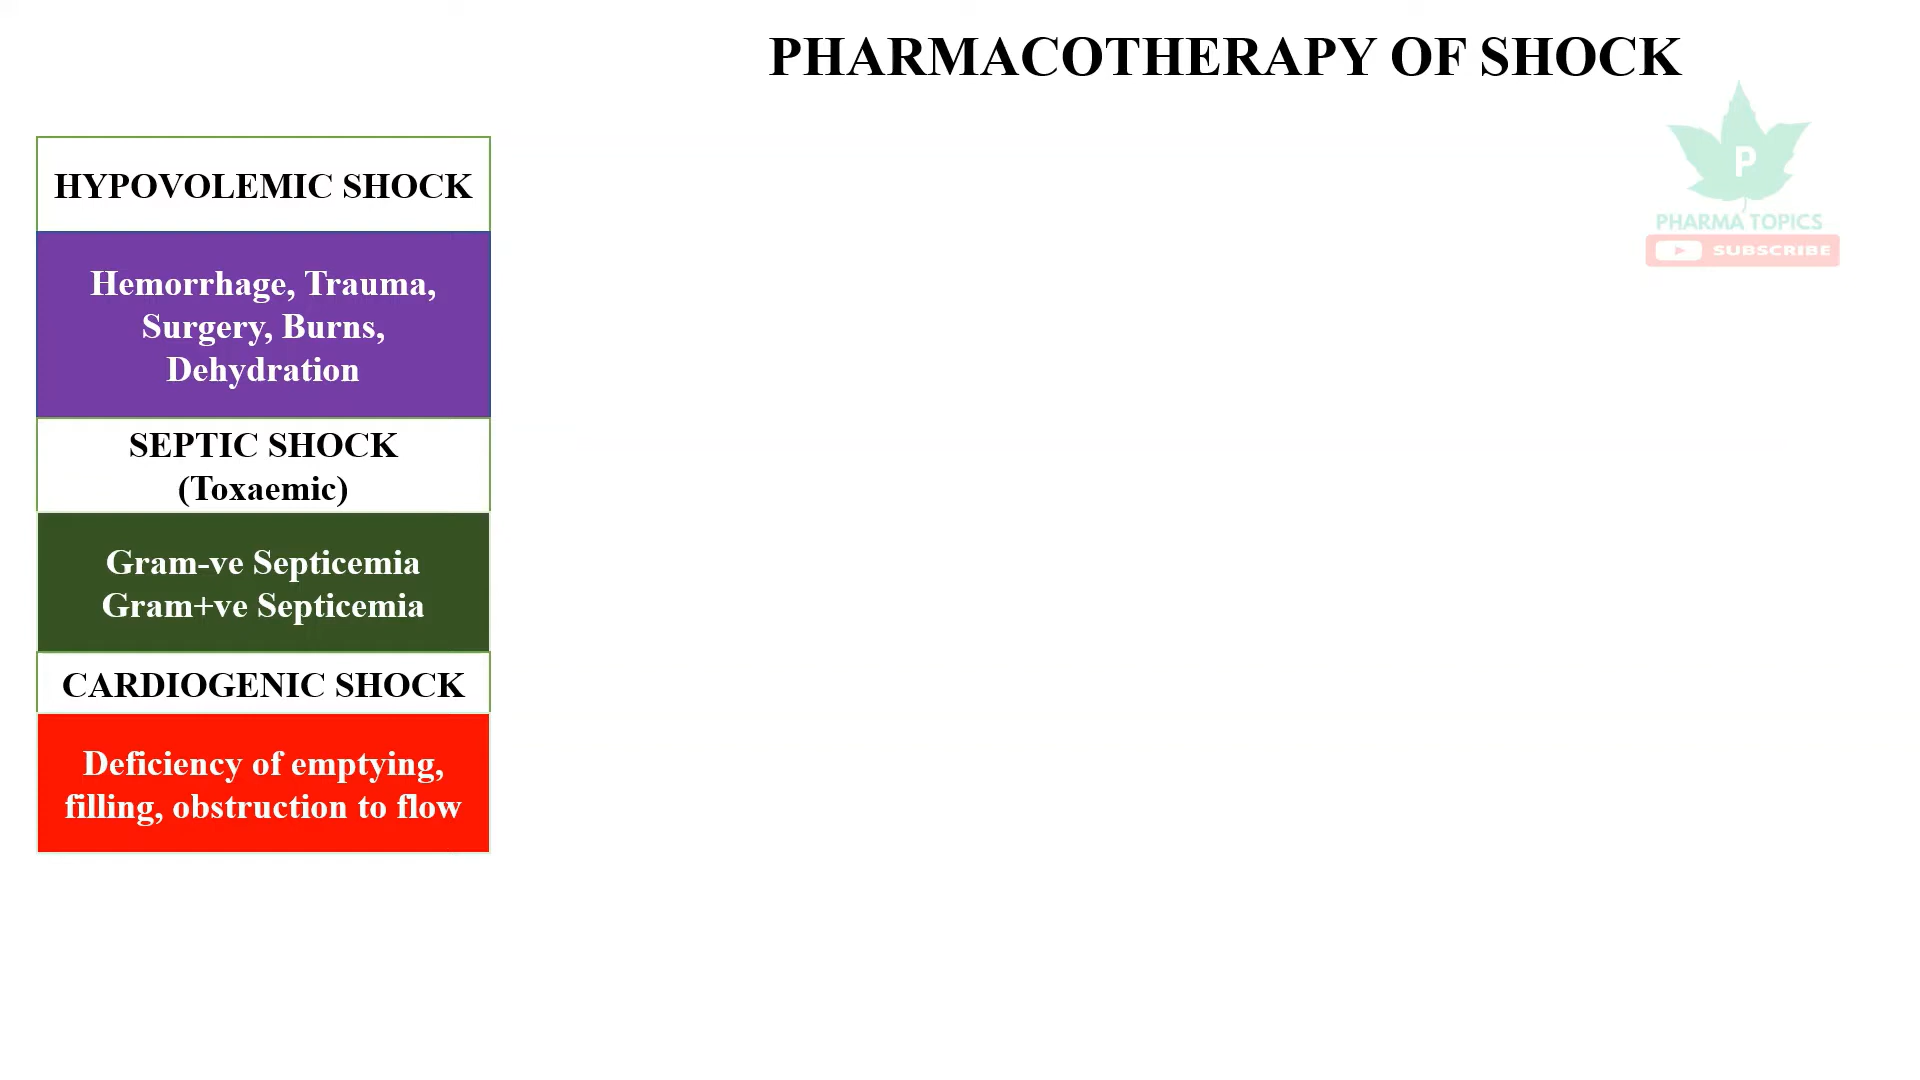 PHARMACOTHERAPY OF SHOCK
HYPOVOLEMIC SHOCK
Hemorrhage, Trauma,
Surgery, Burns,
Dehydration
SEPTIC SHOCK
(Toxaemic)
Gram-ve Septicemia
Gram+ve Septicemia
CARDIOGENIC SHOCK
Deficiency of emptying,
filling, obstruction to flow
P
PHARMA TOPICS
SUBSCRIBE